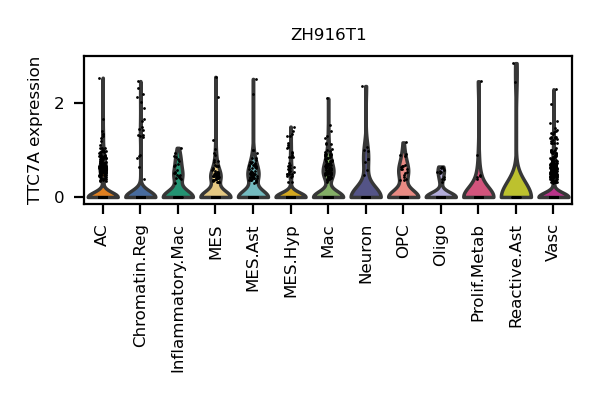 ZH916T1
TTC7A expression
2
0
AC
Chromatin.Reg
Inflammatory.Mac
MES
MES.Ast
MES.Hyp
Mac
Neuron
OPC
Oligo
Prolif.Metab
Reactive.Ast
Vasc